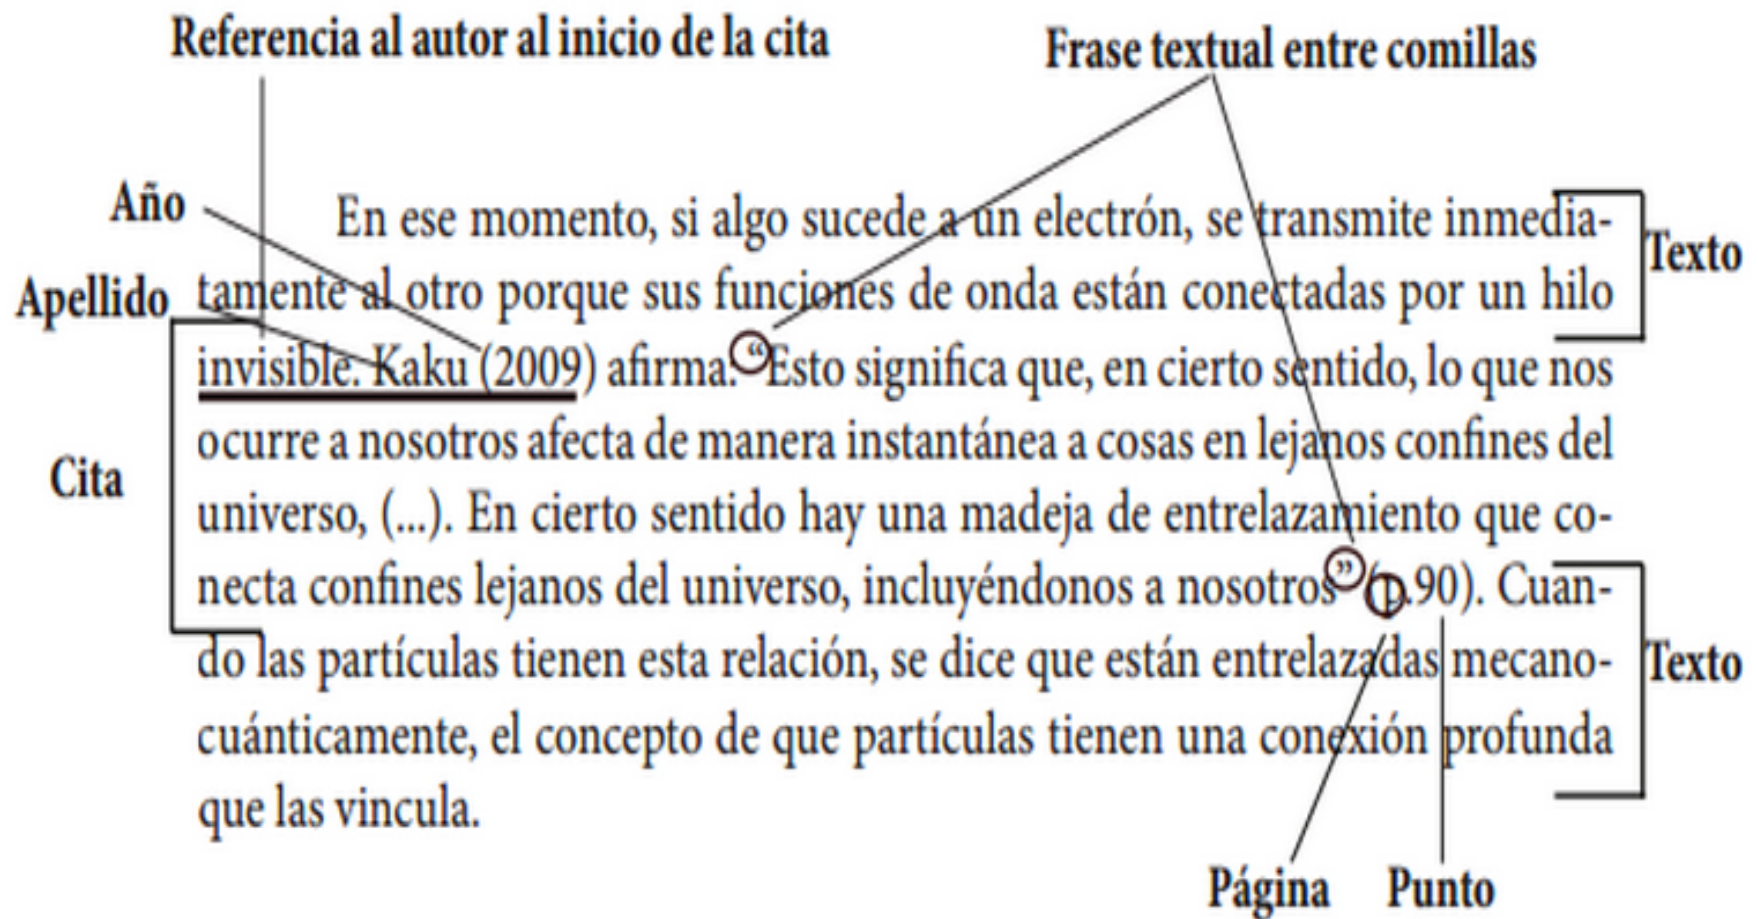 Referencia al autor al inicio de la cita
Frase textual entre comillas
Año
En ese momento, si algo sucede a un electrón, se transmite inmedia-
Texto
Apellido
tamente al otro porque sus funciones de onda están conectadas por un hilo
invisible. Kaku (2009) afirma: “Esto significa que, en cierto sentido, lo que nos
ocurre a nosotros afecta de manera instantánea a cosas en lejanos confines del
Cita
universo, (...). En cierto sentido hay una madeja de entrelazamiento que co-
necta confines lejanos del universo, incluyéndonos a nosotros” (p.90). Cuan-
do las partículas tienen esta relación, se dice que están entrelazadas mecano-
Texto
cuánticamente, el concepto de que partículas tienen una conexión profunda
que las vincula.
Página
Punto